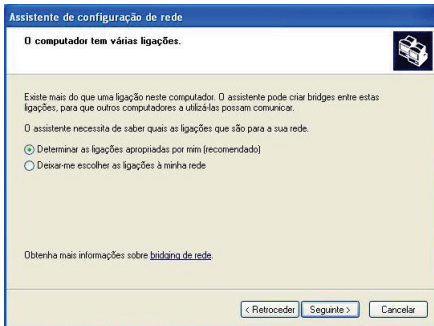 Assistente de configuração de rede
O computador tem várias ligações.
Existe mais do que uma ligação neste computador. O assistente pode criar bridges entre estas
ligações, para que outros computadores a utilizá-las possam comunicar.
O assistente necessita de saber quais as ligações que são para a sua rede.
Determinar as ligações apropriadas por mim (recomendado)
Deixar-me escolher as ligações à minha rede
Obtenha mais informações sobre bridging de rede.
< Retroceder
Seguinte >
Cancelar